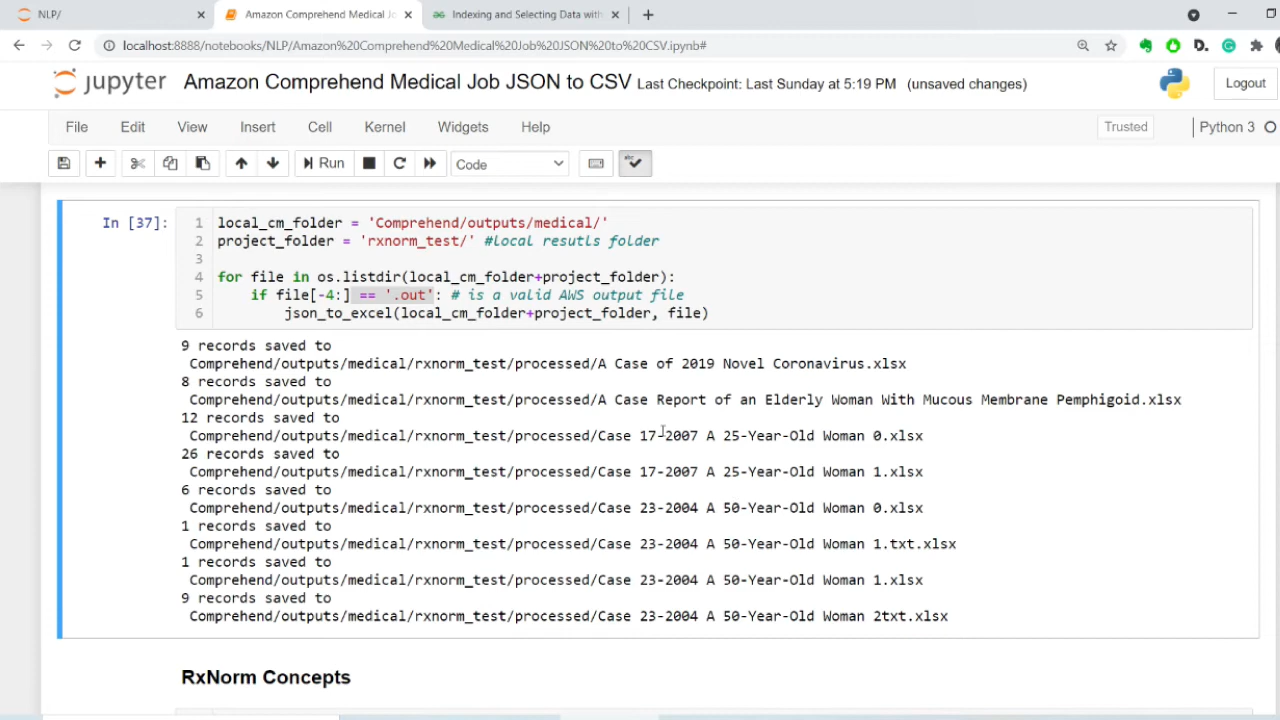 NLP/
Amazon Comprehend Medical Jo
Indexing and Selecting Data with
localhost:8888/notebooks/NLP/Amazon%20Comprehend%20Medical%20Job%20JSON%20to%20CSV.ipynb#
jupyter Amazon Comprehend Medical Job JSON to CSV Last Checkpoint: Last Sunday at 5:19 PM (unsaved changes)
Logout
File Edit View Insert Cell Kernel Widgets Help
Trusted
Python 3
Run
Code
In [37]:
1 local_cm_folder = 'Comprehend/outputs/medical/'
2 project_folder = 'rxnorm_test/' #local resutls folder
3
4 for file in os.listdir(local_cm_folder+project_folder):
5 if file[-4:] == '.out': # is a valid AWS output file
6 json_to_excel(local_cm_folder+project_folder, file)
9 records saved to
Comprehend/outputs/medical/rxnorm_test/processed/A Case of 2019 Novel Coronavirus.xlsx
8 records saved to
Comprehend/outputs/medical/rxnorm_test/processed/A Case Report of an Elderly Woman With Mucous Membrane Pemphigoid.xlsx
12 records saved to
Comprehend/outputs/medical/rxnorm_test/processed/Case 17-2007 A 25-Year-Old Woman 0.xlsx
26 records saved to
Comprehend/outputs/medical/rxnorm_test/processed/Case 17-2007 A 25-Year-Old Woman 1.xlsx
6 records saved to
Comprehend/outputs/medical/rxnorm_test/processed/Case 23-2004 A 50-Year-Old Woman 0.xlsx
1 records saved to
Comprehend/outputs/medical/rxnorm_test/processed/Case 23-2004 A 50-Year-Old Woman 1.txt.xlsx
1 records saved to
Comprehend/outputs/medical/rxnorm_test/processed/Case 23-2004 A 50-Year-Old Woman 1.xlsx
9 records saved to
Comprehend/outputs/medical/rxnorm_test/processed/Case 23-2004 A 50-Year-Old Woman 2txt.xlsx
RxNorm Concepts